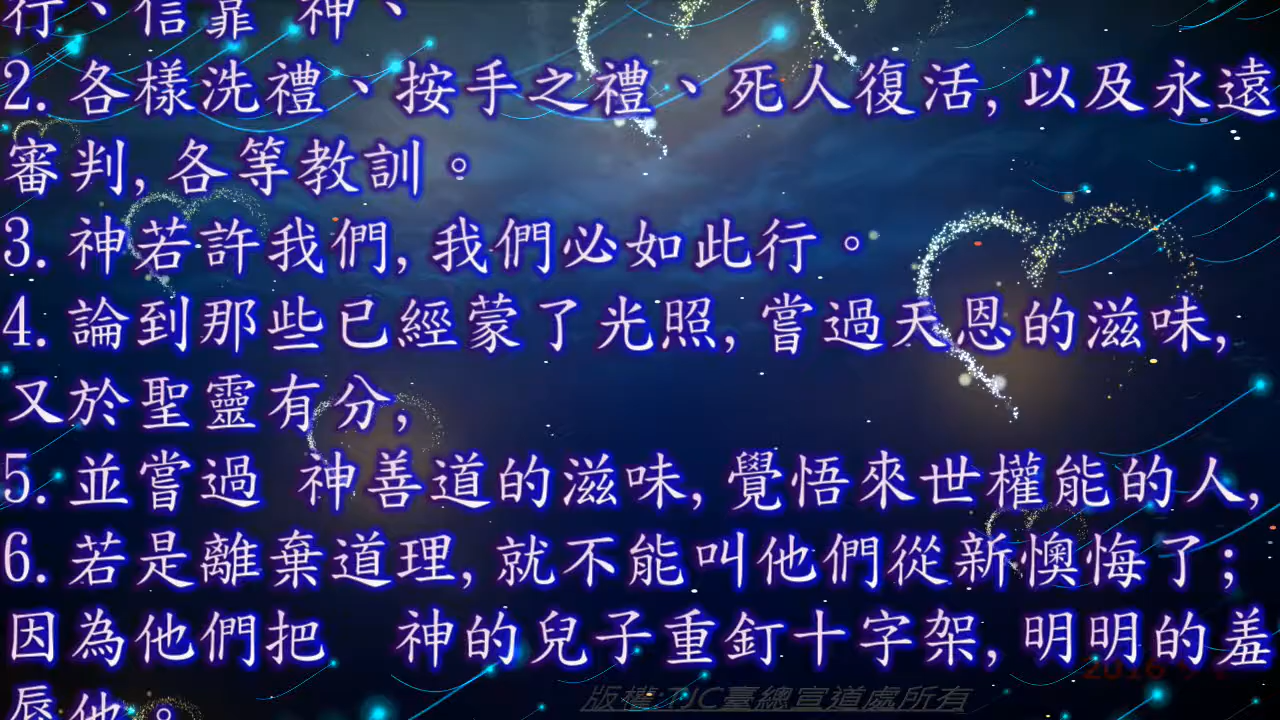 行、信靠 神、
2.各樣洗禮、按手之禮、死人復活,以及永遠
審判,各等教訓。
3.神若許我們,我們必如此行。
4.論到那些已經蒙了光照,嘗過天恩的滋味,
又於聖靈有分,
5.並嘗過 神善道的滋味,覺悟來世權能的人,
6.若是離棄道理,就不能叫他們從新懊悔了;
因為他們把 神的兒子重釘十字架,明明的羞
辱他。
版權:TJC臺總宣道處所有